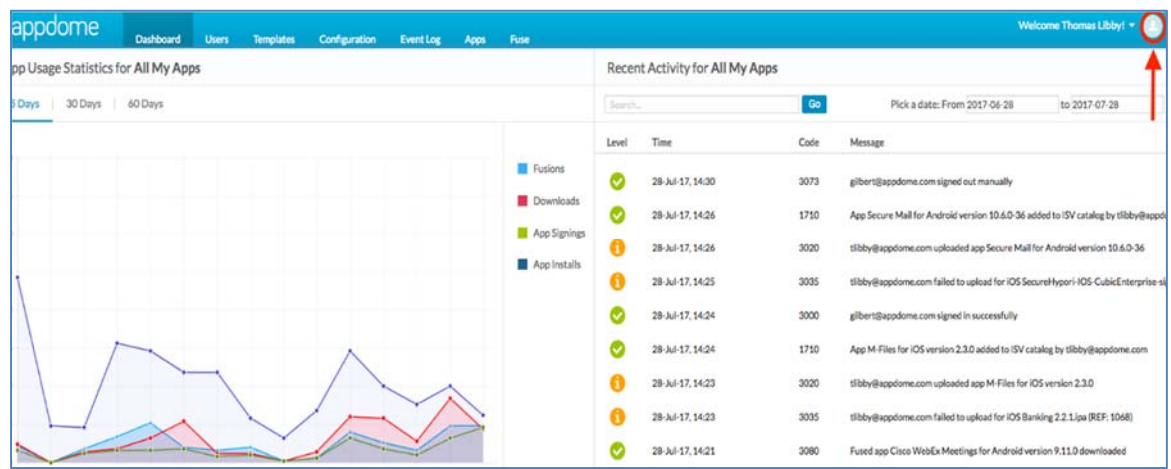 appdome Dashboard Users Templates Configuration Event Log Apps Fuse Welcome Thomas Libby!
pp Usage Statistics for All My Apps
5 Days 30 Days 60 Days
Fusions
Downloads
App Signings
App Installs
Recent Activity for All My Apps
Search... Go Pick a date: From 2017-06-28 to 2017-07-28
Level Time Code Message
28-Jul-17, 14:30 3073 gilbert@appdome.com signed out manually
28-Jul-17, 14:26 1710 App Secure Mail for Android version 10.6.0-36 added to ISV catalog by tlibby@appd
28-Jul-17, 14:26 3020 tlibby@appdome.com uploaded app Secure Mail for Android version 10.6.0-36
28-Jul-17, 14:25 3035 tlibby@appdome.com failed to upload for iOS SecureHypori-IOS-CubicEnterprise-si
28-Jul-17, 14:24 3000 gilbert@appdome.com signed in successfully
28-Jul-17, 14:24 1710 App M-Files for iOS version 2.3.0 added to ISV catalog by tlibby@appdome.com
28-Jul-17, 14:23 3020 tlibby@appdome.com uploaded app M-Files for iOS version 2.3.0
28-Jul-17, 14:23 3035 tlibby@appdome.com failed to upload for iOS Banking 2.2.1.ipa (REF: 1068)
28-Jul-17, 14:21 3080 Fused app Cisco WebEx Meetings for Android version 9.11.0 downloaded